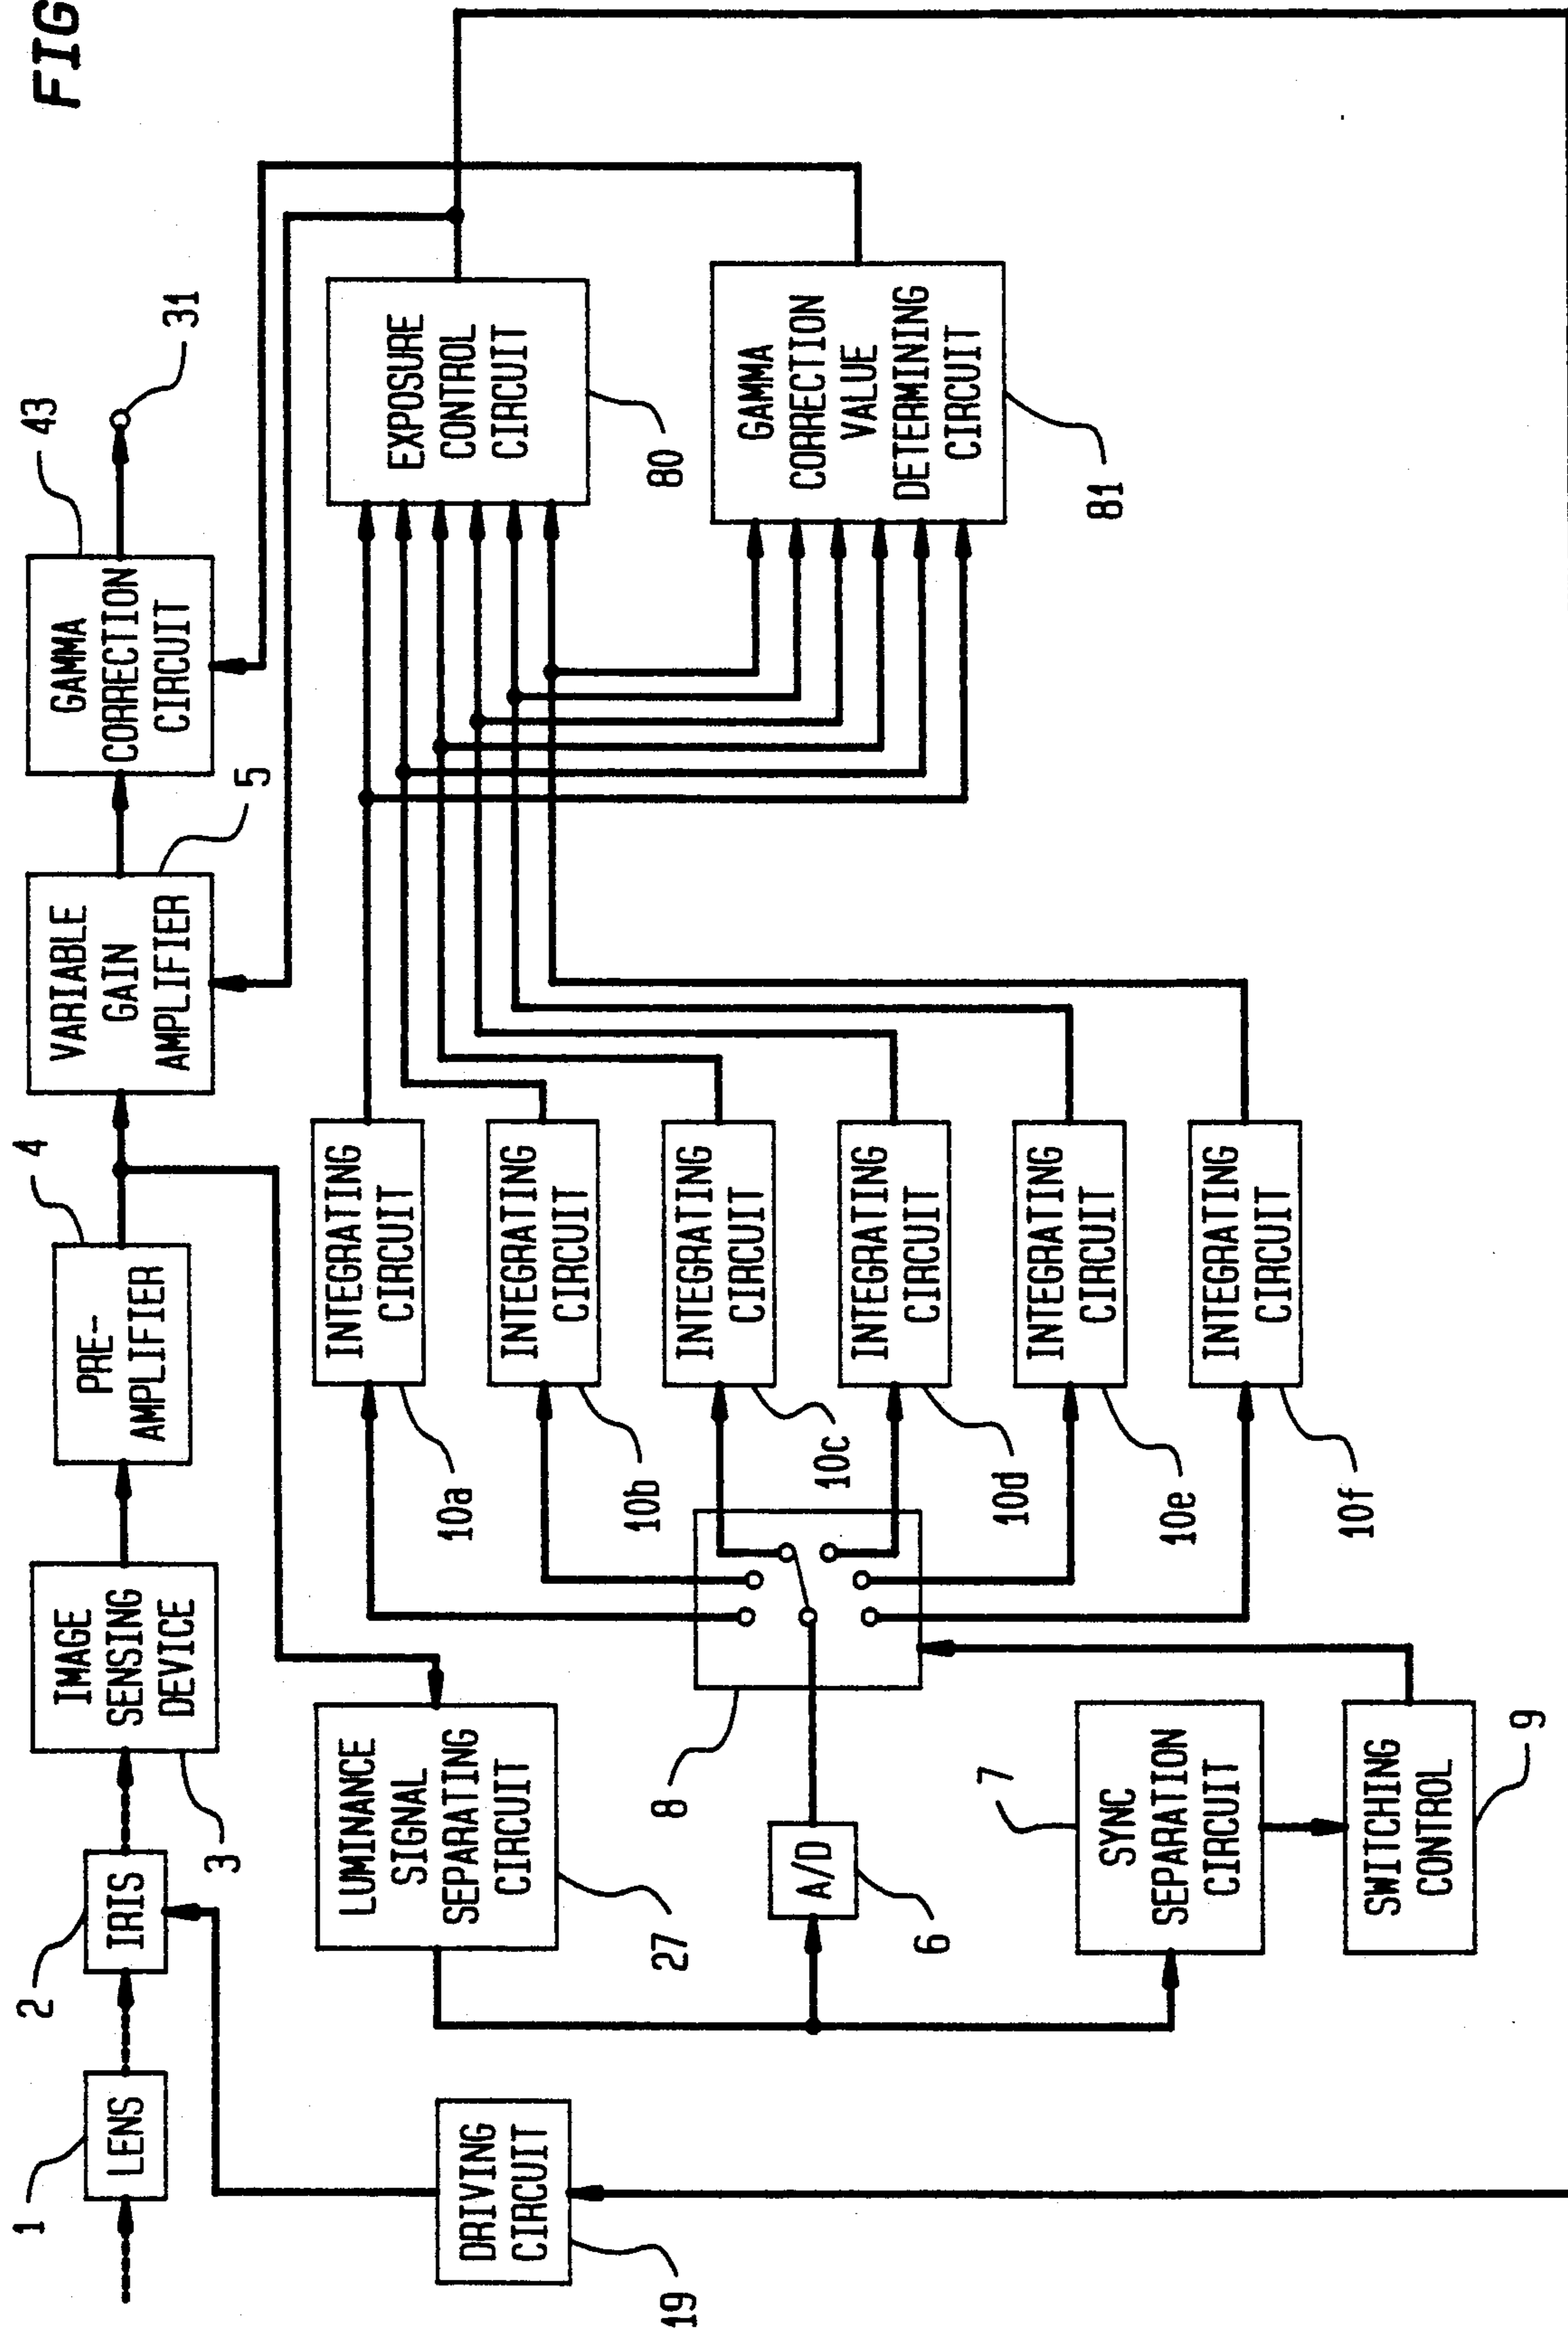 FIG
1
LENS
2
IRIS
3
IMAGE
SENSING
DEVICE
4
PRE-
AMPLIFIER
5
VARIABLE
GAIN
AMPLIFIER
43
GAMMA
CORRECTION
CIRCUIT
31
19
DRIVING
CIRCUIT
27
LUMINANCE
SIGNAL
SEPARATING
CIRCUIT
6
A/D
7
SYNC
SEPARATION
CIRCUIT
9
SWITCHING
CONTROL
8
10a
INTEGRATING
CIRCUIT
10b
INTEGRATING
CIRCUIT
10c
INTEGRATING
CIRCUIT
10d
INTEGRATING
CIRCUIT
10e
INTEGRATING
CIRCUIT
10f
INTEGRATING
CIRCUIT
EXPOSURE
CONTROL
CIRCUIT
80
GAMMA
CORRECTION
VALUE
DETERMINING
CIRCUIT
81